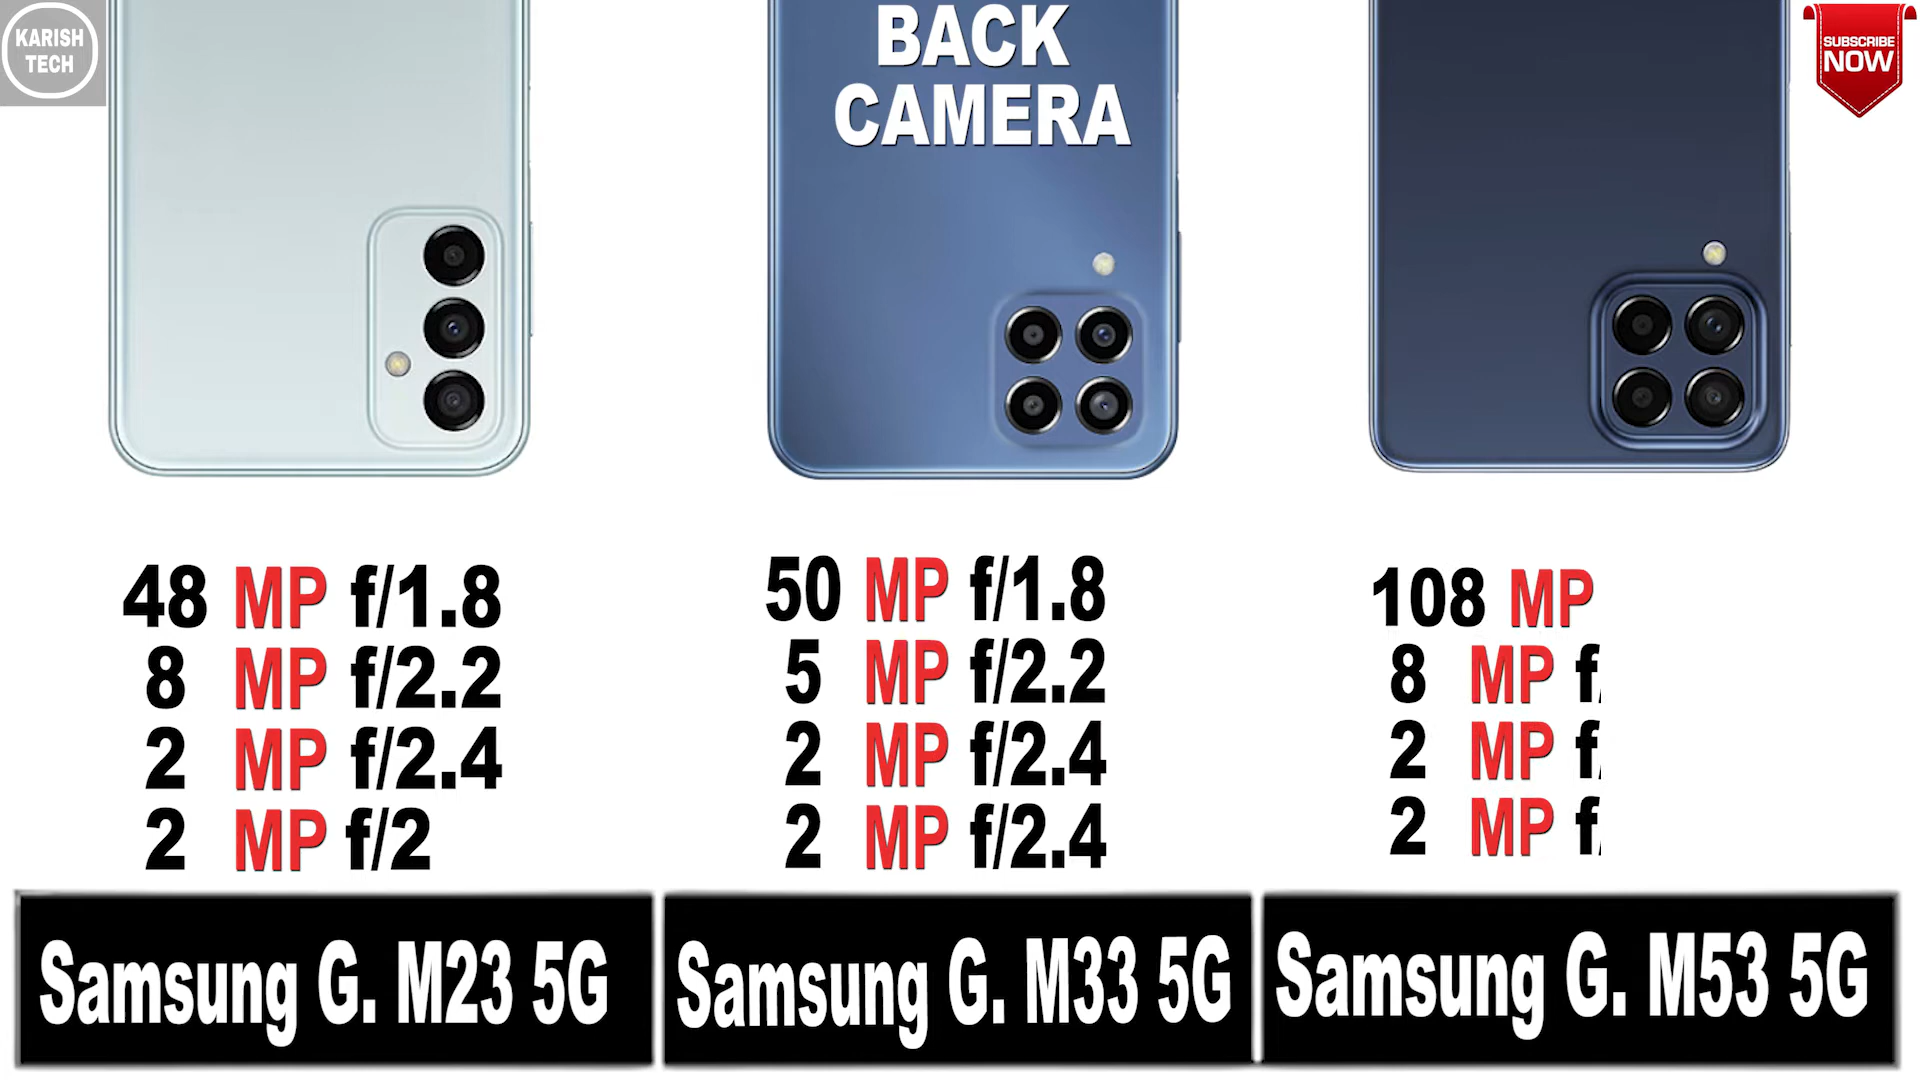 KARISH
TECH
BACK
CAMERA
SUBSCRIBE
NOW
48 MP f/1.8
8 MP f/2.2
2 MP f/2.4
2 MP f/2
50 MP f/1.8
5 MP f/2.2
2 MP f/2.4
2 MP f/2.4
108 MP
8 MP f/
2 MP f/
2 MP f/
Samsung G. M23 5G
Samsung G. M33 5G
Samsung G. M53 5G